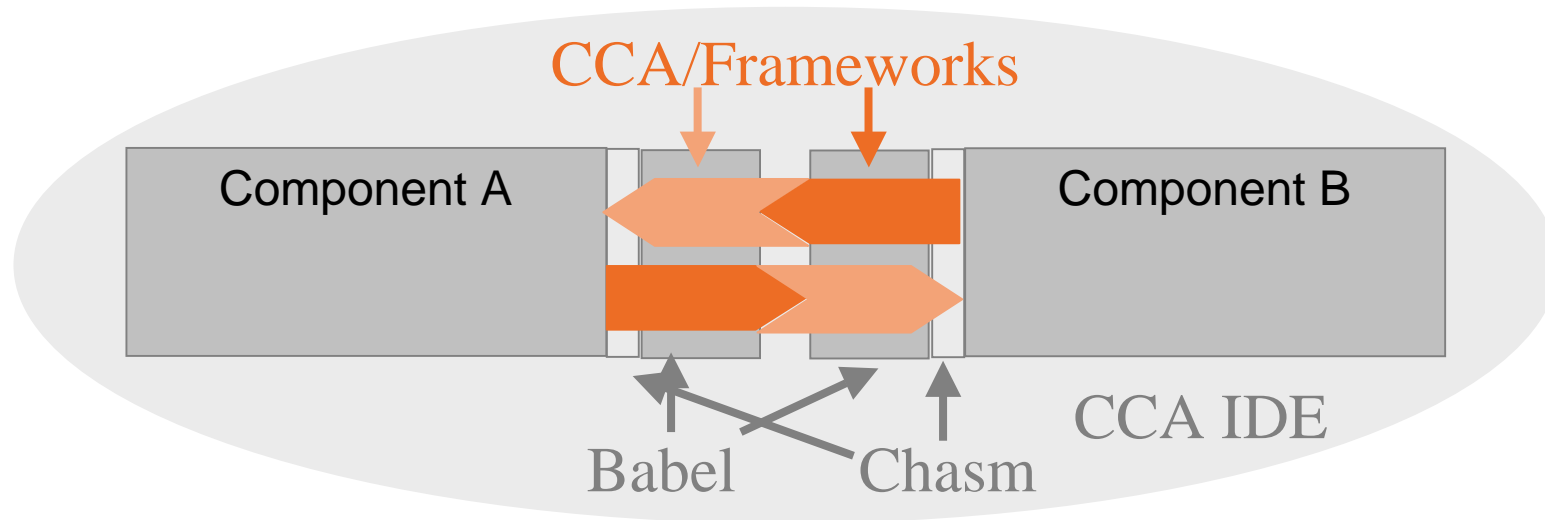 CCA/Frameworks
Component A
Component B
CCA IDE
Babel
Chasm